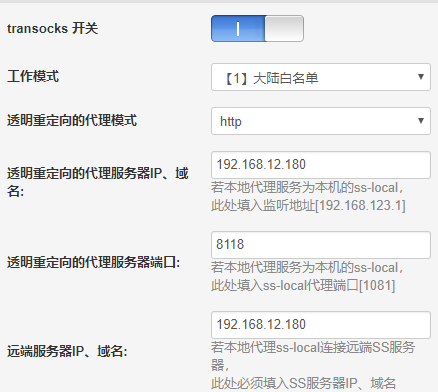 transocks 开关
工作模式
【1】大陆白名单
透明重定向的代理模式
http
透明重定向的代理服务器IP、域
名:
192.168.12.180
若本地代理服务为本机的ss-local，
此处填入监听地址[192.168.123.1]
透明重定向的代理服务器端口:
8118
若本地代理服务为本机的ss-local，
此处填入ss-local代理端口[1081]
远端服务器IP、域名:
192.168.12.180
若本地代理ss-local连接远端SS服务
器，
此处必须填入SS服务器IP、域名